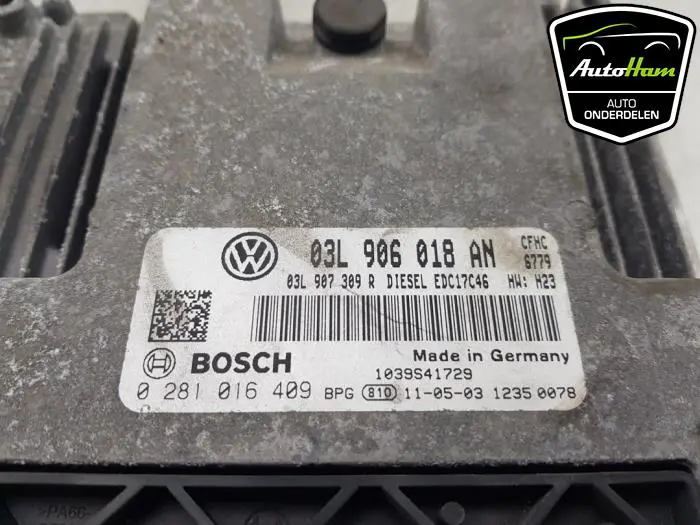 AutoHam
AUTO
ONDERDELEN
03L 906 018 AN CFHC
6779
03L 907 309 R DIESEL EDC17C46 HW: H23
BOSCH Made in Germany
1039S41729
0 281 016 409 BPG 810 11-05-03 1235 0078
>PA66-